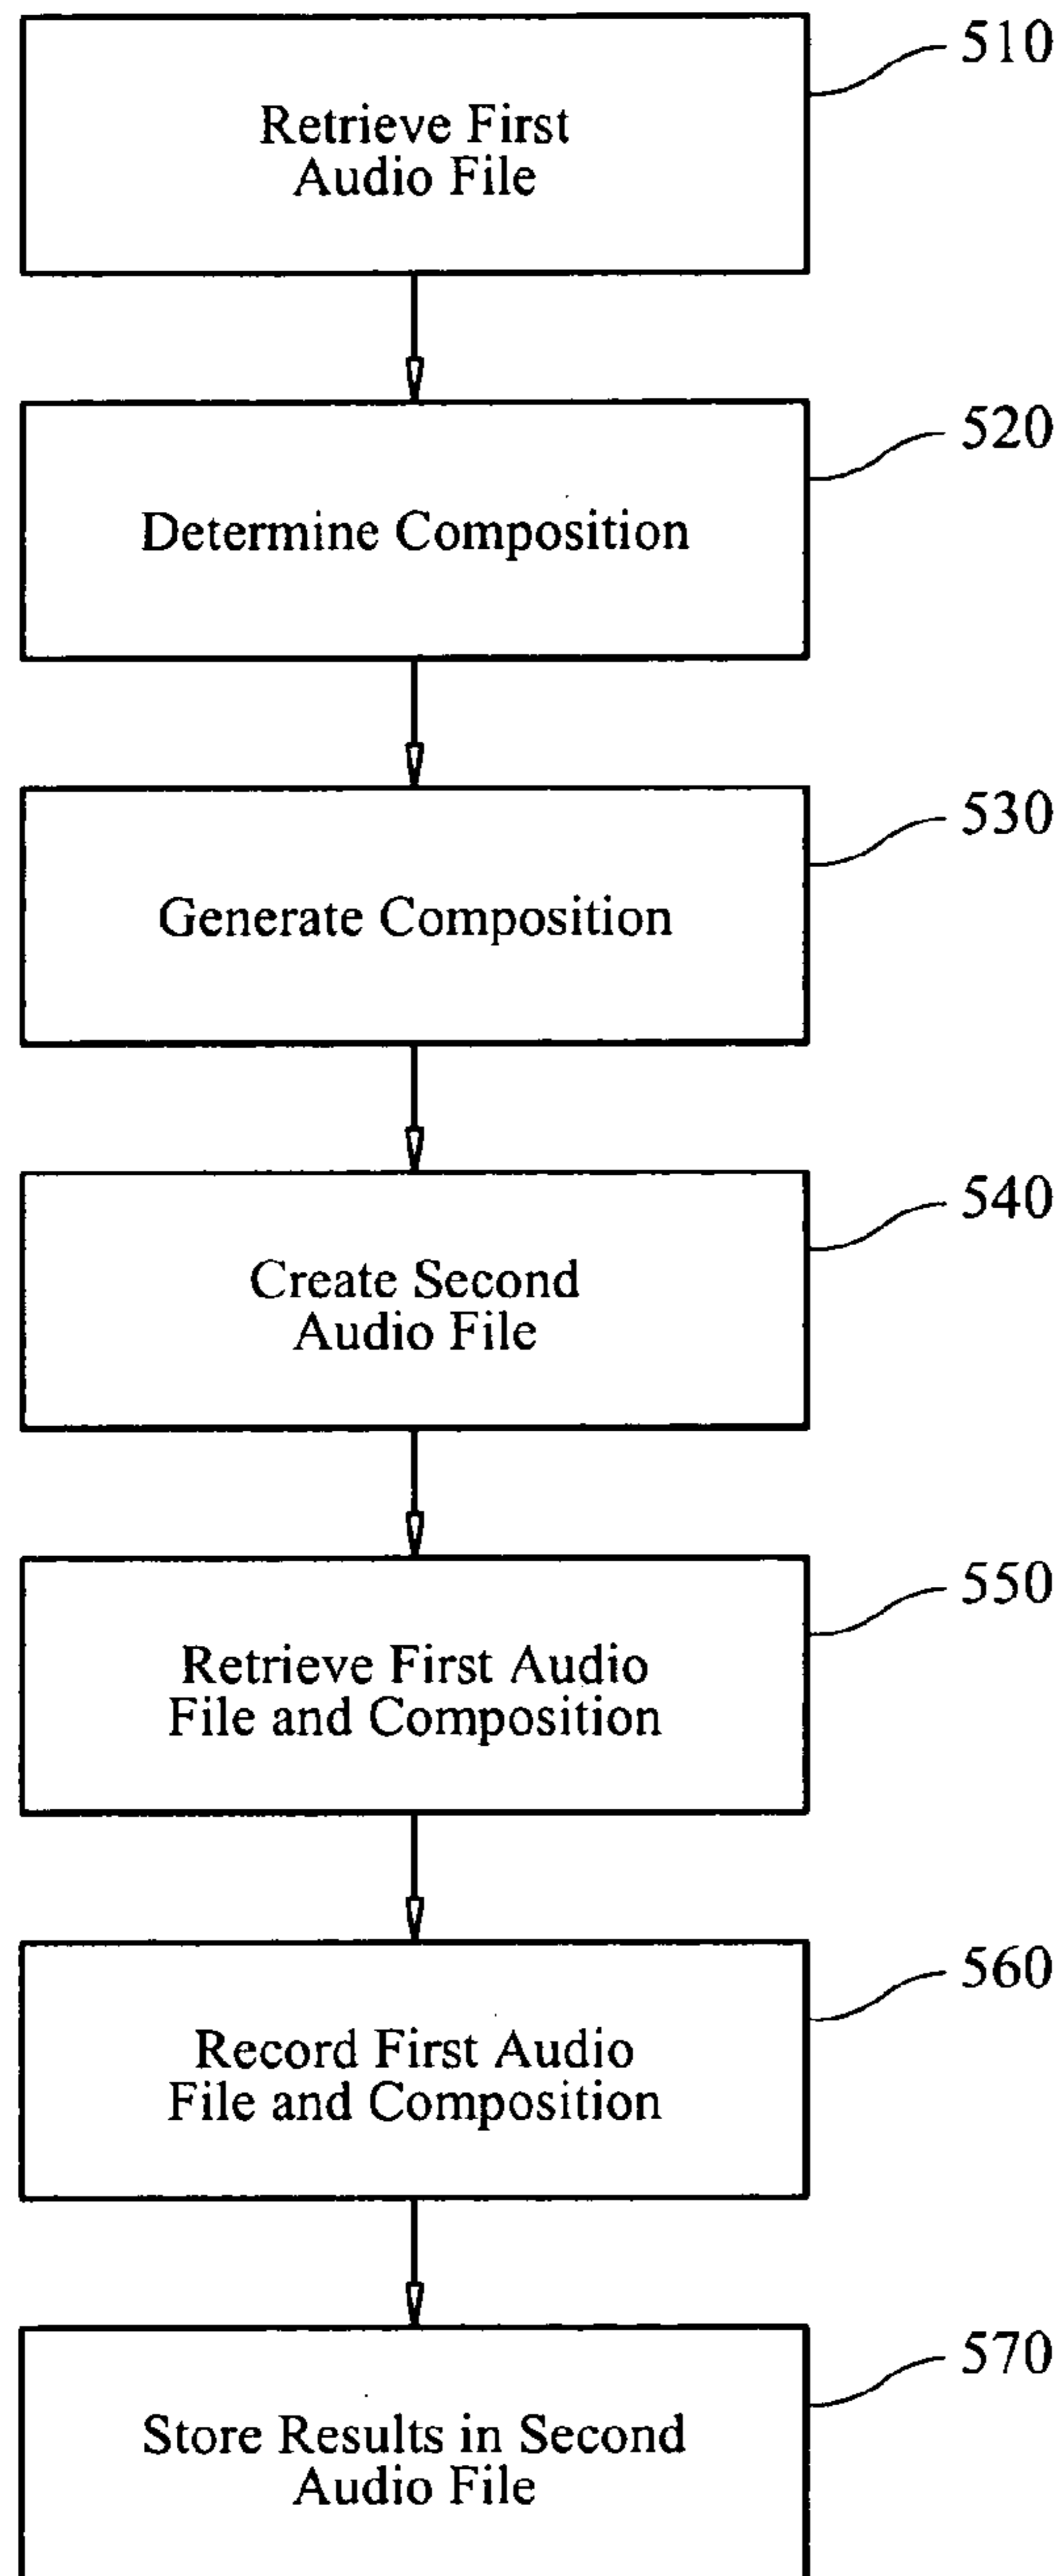 510
Retrieve First
Audio File
520
Determine Composition
530
Generate Composition
540
Create Second
Audio File
550
Retrieve First Audio
File and Composition
560
Record First Audio
File and Composition
570
Store Results in Second
Audio File